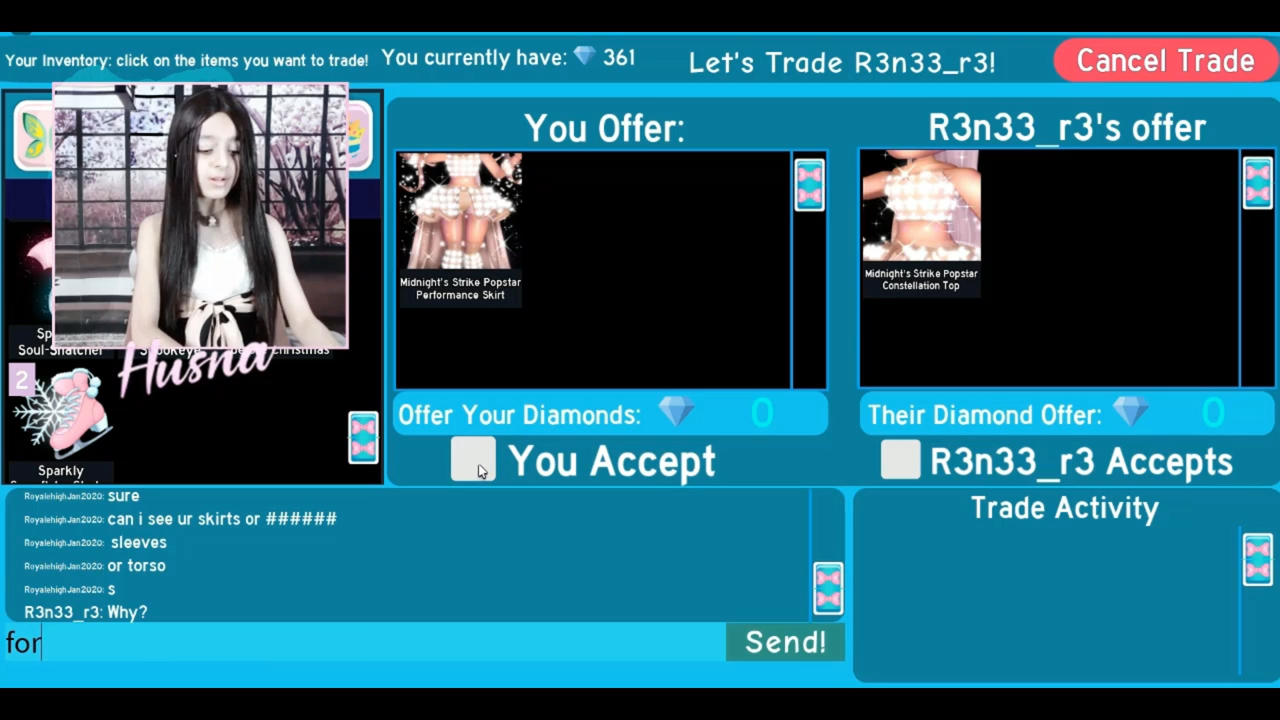 Your Inventory: click on the items you want to trade!
You currently have: 361
Let's Trade R3n33_r3!
Cancel Trade
You Offer:
R3n33_r3's offer
Midnight's Strike Popstar
Performance Skirt
Midnight's Strike Popstar
Constellation Top
Sp
Soul-Snatcher
Christmas
Husna
2
Sparkly
Offer Your Diamonds: 0
Their Diamond Offer: 0
You Accept
R3n33_r3 Accepts
RoyalehighJan2020: sure
RoyalehighJan2020: can i see ur skirts or ######
RoyalehighJan2020: sleeves
RoyalehighJan2020: or torso
RoyalehighJan2020: s
R3n33_r3: Why?
for
Send!
Trade Activity